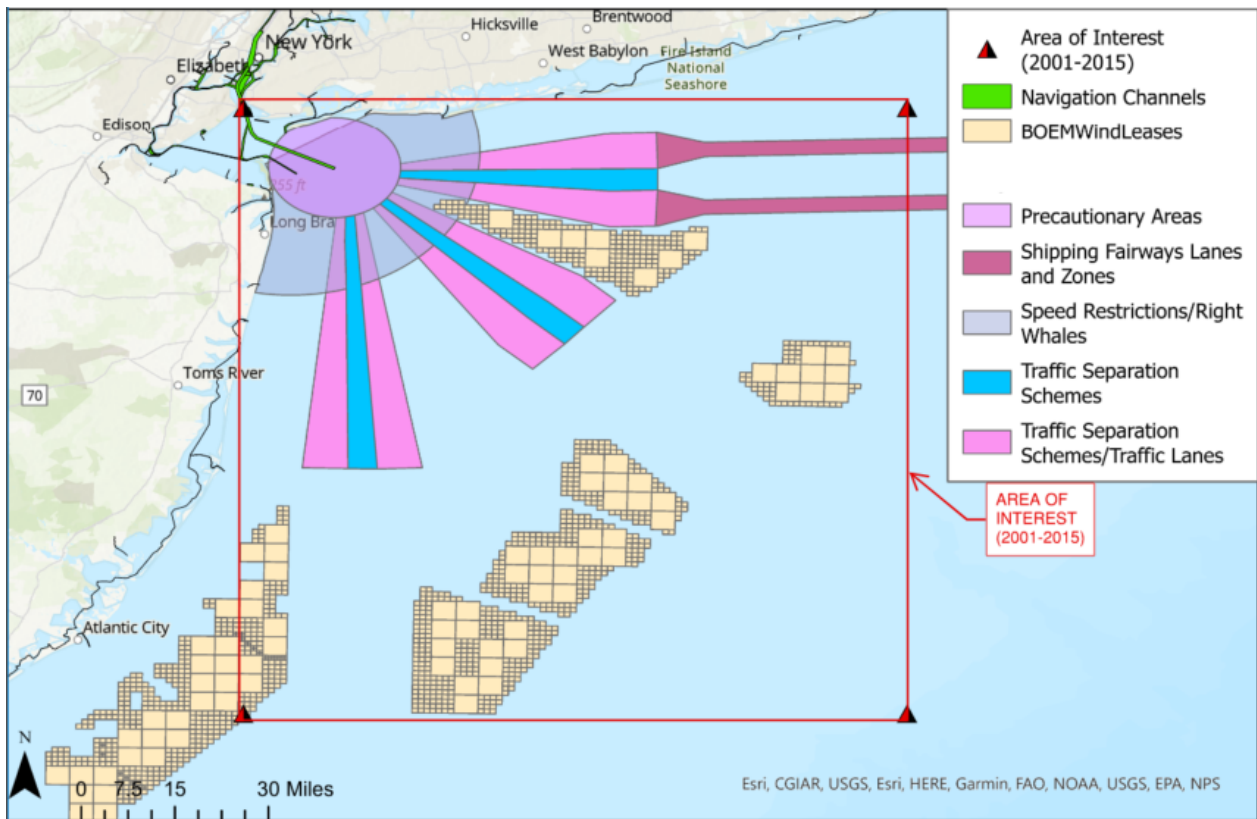 Hicksville
Brentwood
New York
West Babylon
Fire Island
National
Seashore
Elizabeth
Edison
255 ft
Long Bra
Toms River
70
Atlantic City
Area of Interest
(2001-2015)
Navigation Channels
BOEMWindLeases
Precautionary Areas
Shipping Fairways Lanes
and Zones
Speed Restrictions/Right
Whales
Traffic Separation
Schemes
Traffic Separation
Schemes/Traffic Lanes
AREA OF
INTEREST
(2001-2015)
N
0 7.5 15 30 Miles
Esri, CGIAR, USGS, Esri, HERE, Garmin, FAO, NOAA, USGS, EPA, NPS